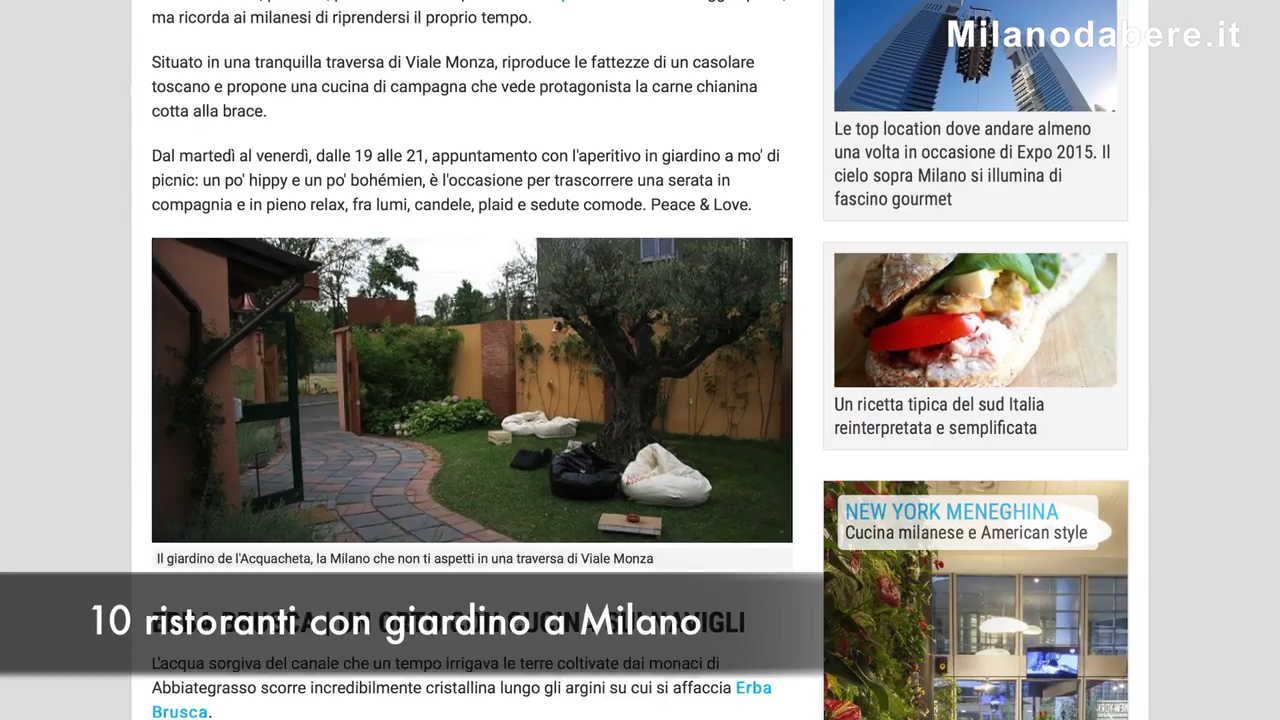 Milanodabere.it
ma ricorda ai milanesi di riprendersi il proprio tempo.
Situato in una tranquilla traversa di Viale Monza, riproduce le fattezze di un casolare
toscano e propone una cucina di campagna che vede protagonista la carne chianina
cotta alla brace.
Dal martedì al venerdì, dalle 19 alle 21, appuntamento con l'aperitivo in giardino a mo' di
picnic: un po' hippy e un po' bohémien, è l'occasione per trascorrere una serata in
compagnia e in pieno relax, fra lumi, candele, plaid e sedute comode. Peace & Love.
Il giardino de l'Acquacheta, la Milano che non ti aspetti in una traversa di Viale Monza
10 ristoranti con giardino a Milano
L'acqua sorgiva del canale che un tempo irrigava le terre coltivate dai monaci di
Abbiategrasso scorre incredibilmente cristallina lungo gli argini su cui si affaccia Erba
Brusca.
Le top location dove andare almeno
una volta in occasione di Expo 2015. Il
cielo sopra Milano si illumina di
fascino gourmet
Un ricetta tipica del sud Italia
reinterpretata e semplificata
NEW YORK MENEGHINA
Cucina milanese e American style